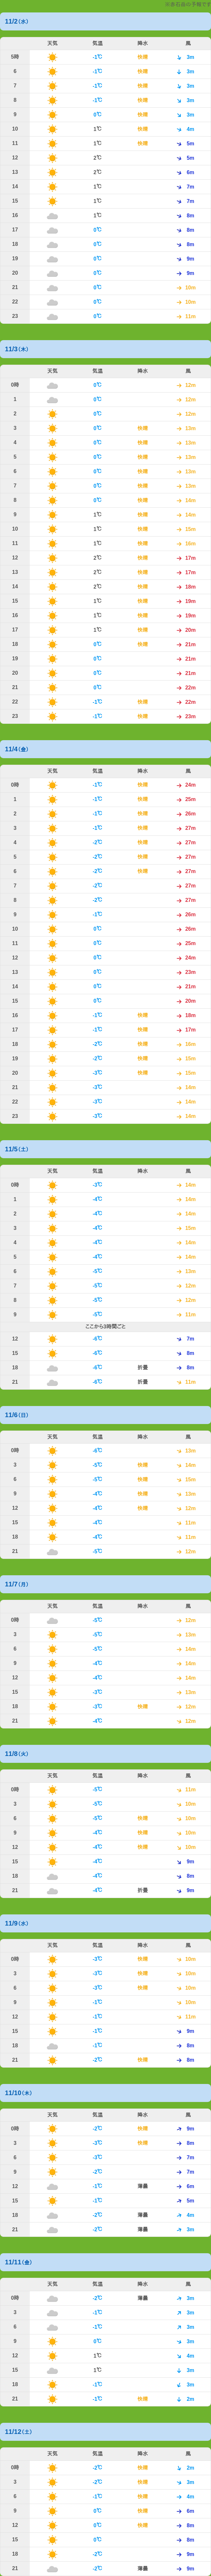 11/2(水)
天気 気温 降水 風
5時 -1℃ 快晴 3m
6 -1℃ 快晴 3m
7 -1℃ 快晴 3m
8 -1℃ 快晴 3m
9 0℃ 快晴 3m
10 1℃ 快晴 4m
11 1℃ 快晴 5m
12 2℃ 5m
13 2℃ 6m
14 1℃ 7m
15 1℃ 7m
16 1℃ 8m
17 0℃ 8m
18 0℃ 8m
19 0℃ 9m
20 0℃ 9m
21 0℃ 10m
22 0℃ 10m
23 0℃ 11m
11/3(木)
天気 気温 降水 風
0時 0℃ 12m
1 0℃ 12m
2 0℃ 12m
3 0℃ 快晴 13m
4 0℃ 快晴 13m
5 0℃ 快晴 13m
6 0℃ 快晴 13m
7 0℃ 快晴 13m
8 0℃ 快晴 14m
9 1℃ 快晴 14m
10 1℃ 快晴 15m
11 1℃ 快晴 16m
12 2℃ 快晴 17m
13 2℃ 快晴 17m
14 2℃ 快晴 18m
15 1℃ 快晴 19m
16 1℃ 快晴 19m
17 1℃ 快晴 20m
18 0℃ 快晴 21m
19 0℃ 21m
20 0℃ 21m
21 0℃ 22m
22 -1℃ 快晴 22m
23 -1℃ 快晴 23m
11/4(金)
天気 気温 降水 風
0時 -1℃ 快晴 24m
1 -1℃ 快晴 25m
2 -1℃ 快晴 26m
3 -1℃ 快晴 27m
4 -2℃ 快晴 27m
5 -2℃ 快晴 27m
6 -2℃ 快晴 27m
7 -2℃ 27m
8 -2℃ 27m
9 -1℃ 26m
10 0℃ 26m
11 0℃ 25m
12 0℃ 24m
13 0℃ 23m
14 0℃ 21m
15 0℃ 20m
16 -1℃ 快晴 18m
17 -1℃ 快晴 17m
18 -2℃ 快晴 16m
19 -2℃ 快晴 15m
20 -3℃ 快晴 15m
21 -3℃ 14m
22 -3℃ 14m
23 -3℃ 14m
11/5(土)
天気 気温 降水 風
0時 -3℃ 14m
1 -4℃ 14m
2 -4℃ 14m
3 -4℃ 15m
4 -4℃ 14m
5 -4℃ 14m
6 -5℃ 13m
7 -5℃ 12m
8 -5℃ 12m
9 -5℃ 11m
ここから3時間ごと
12 -6℃ 7m
15 -6℃ 8m
18 -6℃ 折曇 8m
21 -6℃ 折曇 11m
11/6(日)
天気 気温 降水 風
0時 -6℃ 13m
3 -5℃ 快晴 14m
6 -5℃ 快晴 15m
9 -4℃ 快晴 13m
12 -4℃ 快晴 12m
15 -4℃ 11m
18 -4℃ 11m
21 -5℃ 12m
11/7(月)
天気 気温 降水 風
0時 -5℃ 12m
3 -5℃ 13m
6 -5℃ 14m
9 -4℃ 14m
12 -4℃ 14m
15 -3℃ 13m
18 -3℃ 快晴 12m
21 -4℃ 12m
11/8(火)
天気 気温 降水 風
0時 -5℃ 11m
3 -5℃ 快晴 10m
6 -5℃ 快晴 10m
9 -4℃ 快晴 10m
12 -4℃ 快晴 10m
15 -4℃ 9m
18 -4℃ 8m
21 -4℃ 折曇 9m
11/9(水)
天気 気温 降水 風
0時 -3℃ 快晴 10m
3 -3℃ 快晴 10m
6 -3℃ 快晴 10m
9 -1℃ 10m
12 -1℃ 11m
15 -1℃ 9m
18 -1℃ 8m
21 -2℃ 快晴 8m
11/10(木)
天気 気温 降水 風
0時 -2℃ 快晴 9m
3 -3℃ 快晴 8m
6 -3℃ 7m
9 -2℃ 7m
12 -1℃ 薄曇 6m
15 -1℃ 5m
18 -2℃ 薄曇 4m
21 -2℃ 薄曇 3m
11/11(金)
天気 気温 降水 風
0時 -2℃ 薄曇 3m
3 -1℃ 3m
6 -1℃ 3m
9 0℃ 3m
12 1℃ 4m
15 1℃ 3m
18 -1℃ 3m
21 -1℃ 快晴 2m
11/12(土)
天気 気温 降水 風
0時 -2℃ 快晴 2m
3 -2℃ 快晴 3m
6 -1℃ 快晴 4m
9 0℃ 快晴 6m
12 0℃ 快晴 8m
15 0℃ 8m
18 -2℃ 9m
21 -2℃ 薄曇 9m